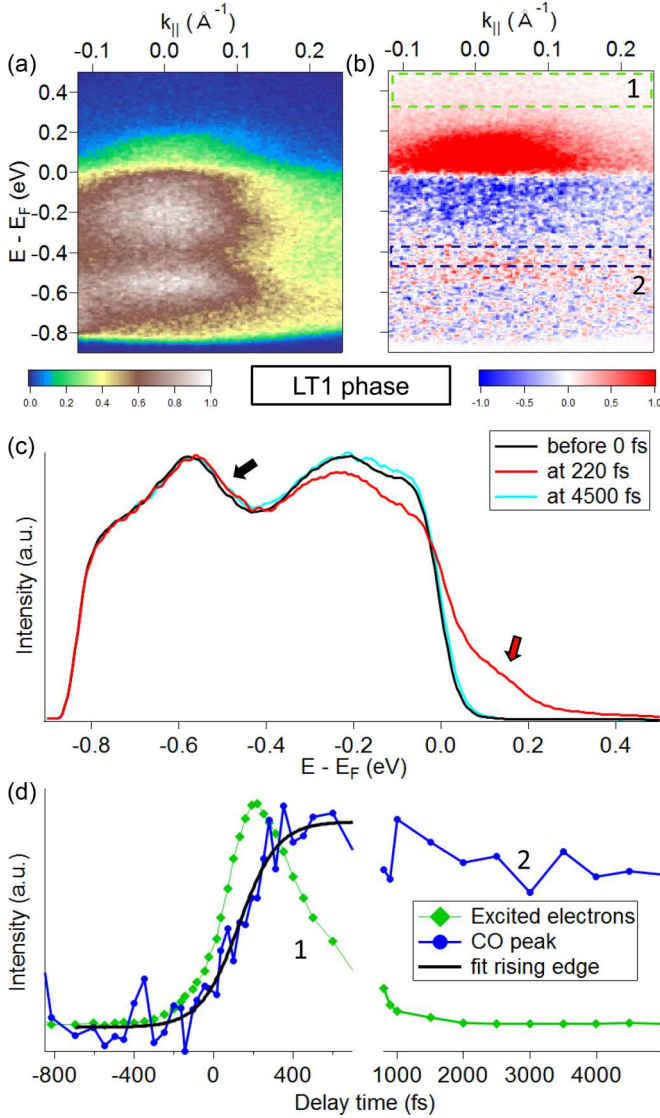 k|| (Å-1) k|| (Å-1)
-0.1 0.0 0.1 0.2 -0.1 0.0 0.1 0.2
(a) (b)
0.4
0.2
0.0
-0.2
-0.4
-0.6
-0.8
E - EF (eV)
1
2
0.0 0.2 0.4 0.6 0.8 1.0
LT1 phase
-1.0 -0.5 0.0 0.5 1.0
(c)
before 0 fs
at 220 fs
at 4500 fs
Intensity (a.u.)
-0.8 -0.6 -0.4 -0.2 0.0 0.2 0.4
E - EF (eV)
(d)
Intensity (a.u.)
1
2
Excited electrons
CO peak
fit rising edge
-800 -400 0 400 1000 2000 3000 4000
Delay time (fs)